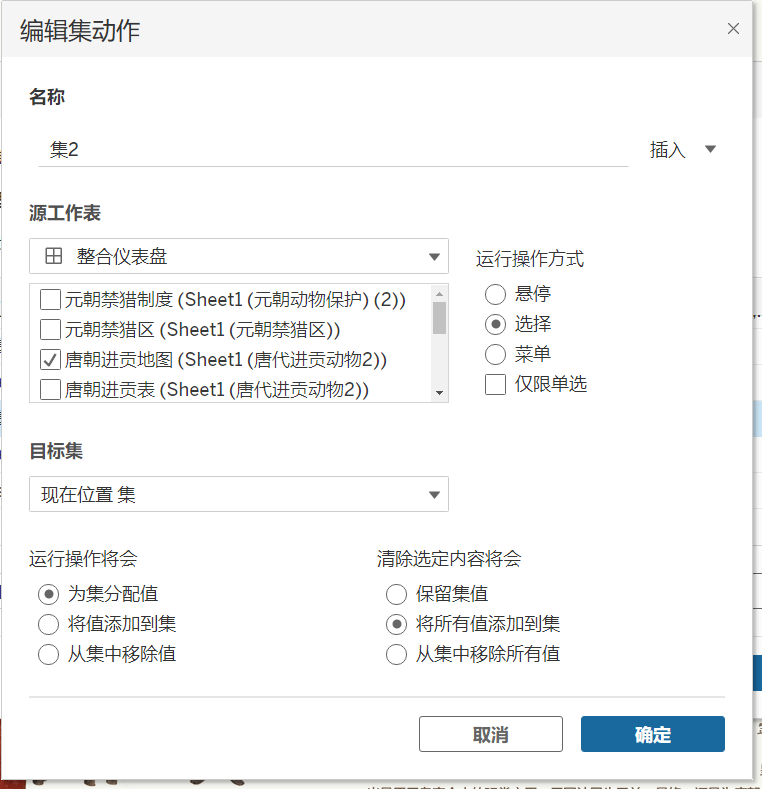 编辑集动作
名称
集2
插入
源工作表
整合仪表盘
元朝禁猎制度 (Sheet1 (元朝动物保护) (2))
元朝禁猎区 (Sheet1 (元朝禁猎区))
唐朝进贡地图 (Sheet1 (唐代进贡动物2))
唐朝进贡表 (Sheet1 (唐代进贡动物2))
运行操作方式
悬停
选择
菜单
仅限单选
目标集
现在位置 集
运行操作将会
为集分配值
将值添加到集
从集中移除值
清除选定内容将会
保留集值
将所有值添加到集
从集中移除所有值
取消
确定